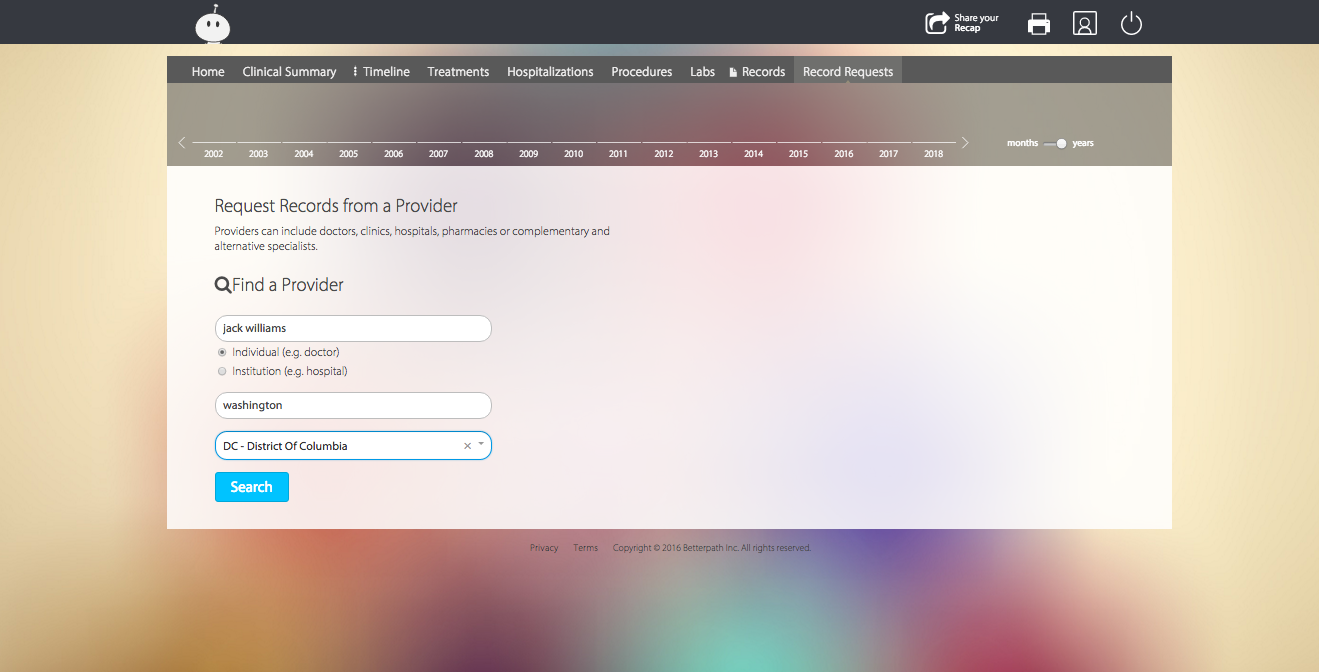 Share your
Recap
Home Clinical Summary Timeline Treatments Hospitalizations Procedures Labs Records Record Requests
2002 2003 2004 2005 2006 2007 2008 2009 2010 2011 2012 2013 2014 2015 2016 2017 2018
months years
Request Records from a Provider
Providers can include doctors, clinics, hospitals, pharmacies or complementary and
alternative specialists.
Find a Provider
jack williams
Individual (e.g. doctor)
Institution (e.g. hospital)
washington
DC - District Of Columbia
Search
Privacy Terms Copyright © 2016 Betterpath Inc. All rights reserved.